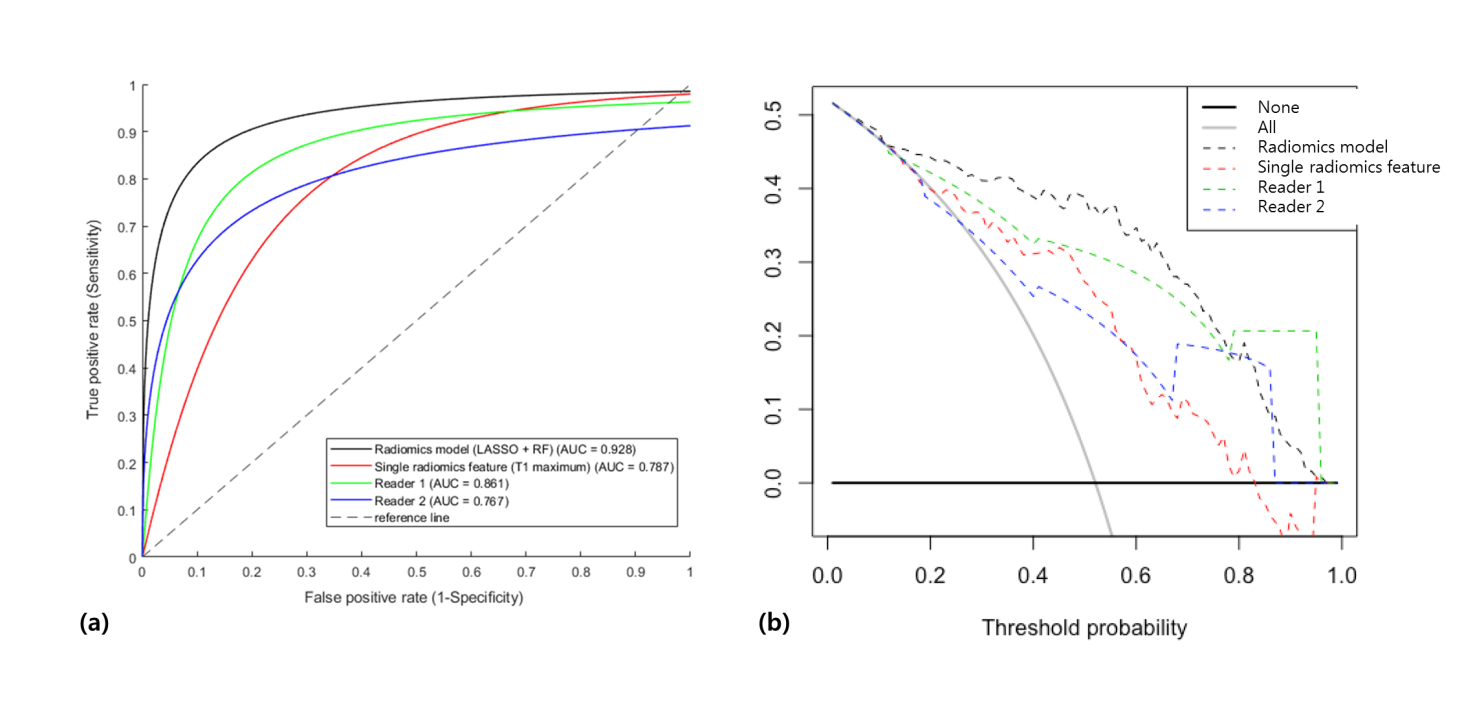 1
0.9
0.8
0.7
0.6
0.5
0.4
0.3
0.2
0.1
0
True positive rate (Sensitivity)
Radiomics model (LASSO + RF) (AUC = 0.928)
Single radiomics feature (T1 maximum) (AUC = 0.787)
Reader 1 (AUC = 0.861)
Reader 2 (AUC = 0.767)
reference line
0 0.1 0.2 0.3 0.4 0.5 0.6 0.7 0.8 0.9 1
False positive rate (1-Specificity)
(a)
0.5
0.4
0.3
0.2
0.1
0.0
None
All
Radiomics model
Single radiomics feature
Reader 1
Reader 2
0.0 0.2 0.4 0.6 0.8 1.0
Threshold probability
(b)